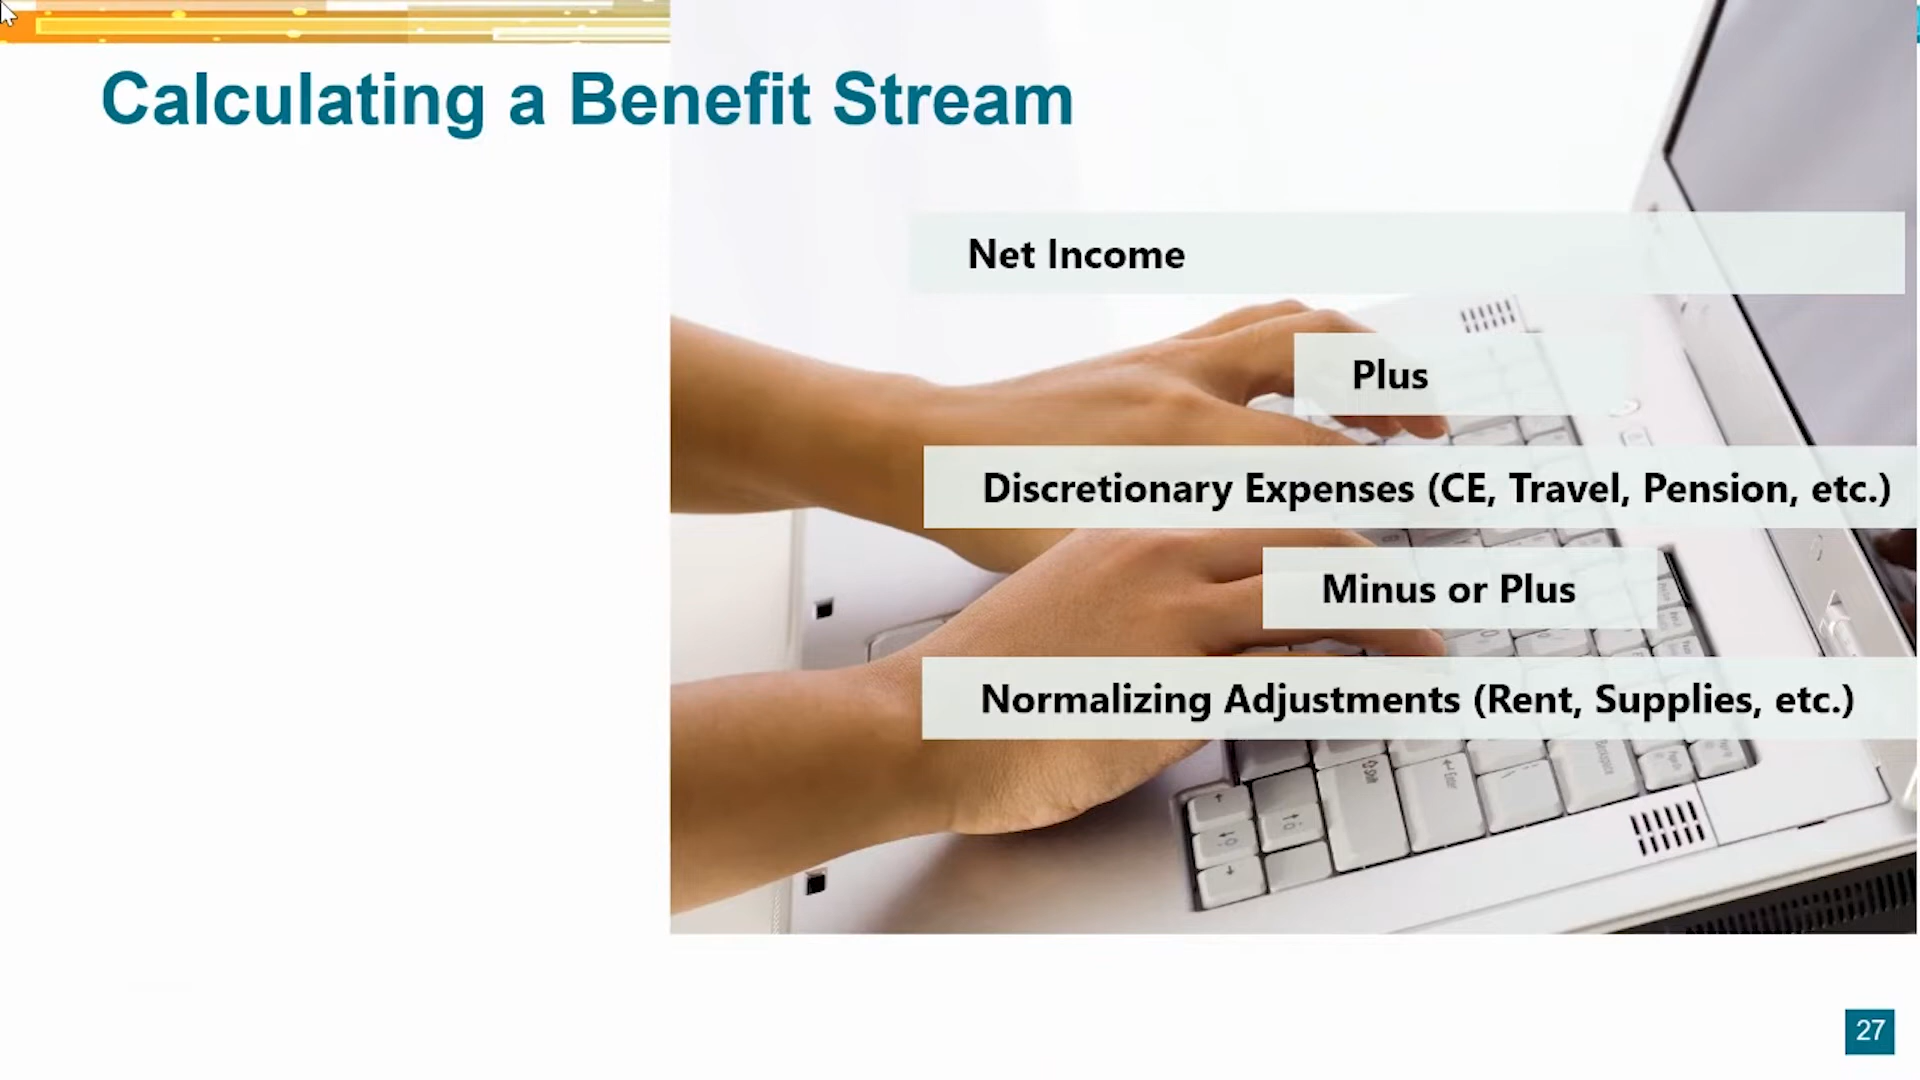 Calculating a Benefit Stream
Net Income
Plus
Discretionary Expenses (CE, Travel, Pension, etc.)
Minus or Plus
Normalizing Adjustments (Rent, Supplies, etc.)
27